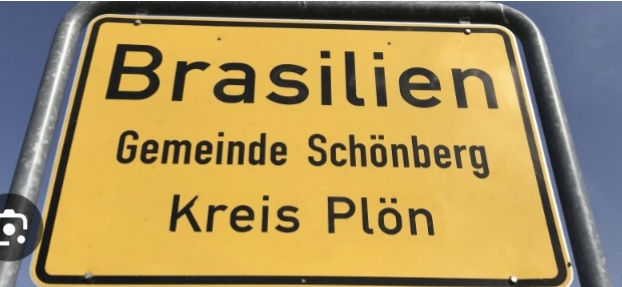 Brasilien
Gemeinde Schönberg
Kreis Plön